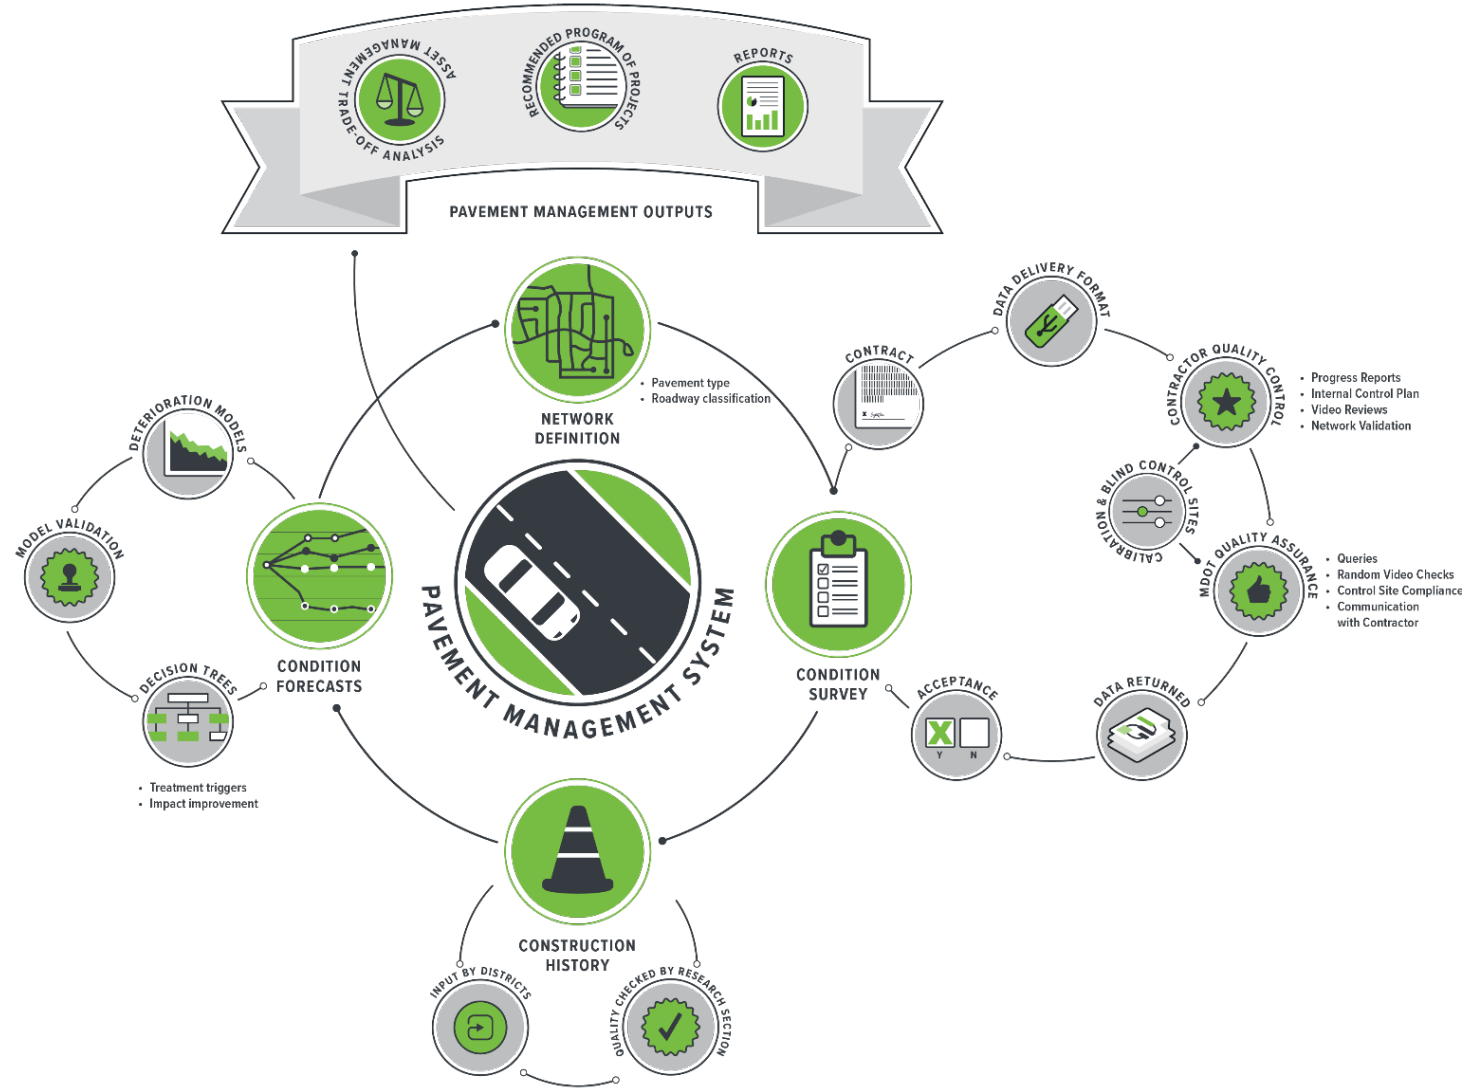 ASSET MANAGEMENT TRADE-OFF ANALYSIS
RECOMMENDED PROGRAM OF PROJECTS
REPORTS
PAVEMENT MANAGEMENT OUTPUTS
NETWORK
DEFINITION
• Pavement type
• Roadway classification
PAVEMENT MANAGEMENT SYSTEM
CONDITION
SURVEY
CONTRACT
X
DATA DELIVERY FORMAT
CONTRACTOR QUALITY CONTROL
• Progress Reports
• Internal Control Plan
• Video Reviews
• Network Validation
CALIBRATION & BLIND CONTROL SITES
MDOT QUALITY ASSURANCE
• Queries
• Random Video Checks
• Control Site Compliance
• Communication
with Contractor
DATA RETURNED
ACCEPTANCE
X
Y N
CONSTRUCTION
HISTORY
INPUT BY DISTRICTS
QUALITY CHECKED BY RESEARCH SECTION
CONDITION
FORECASTS
DETERIORATION MODELS
MODEL VALIDATION
DECISION TREES
• Treatment triggers
• Impact improvement